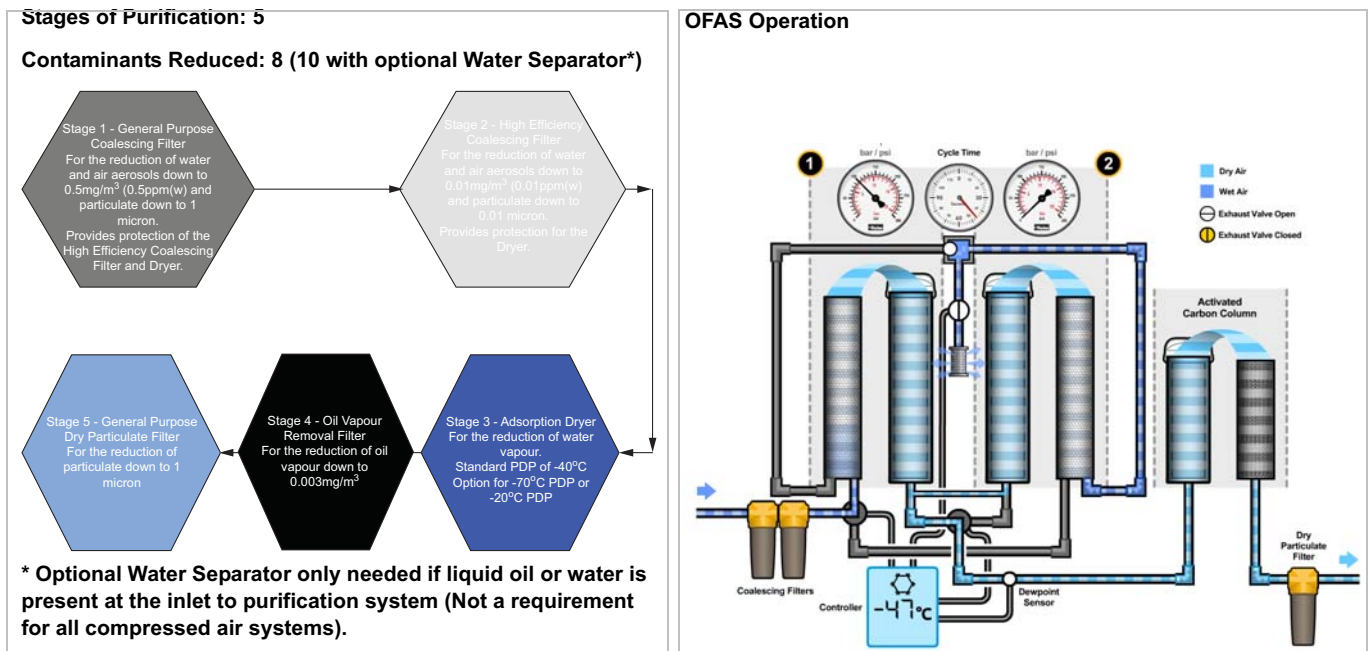 Stages of Purification: 5
Contaminants Reduced: 8 (10 with optional Water Separator*)
Stage 1 - General Purpose
Coalescing Filter
For the reduction of water
and air aerosols down to
0.5mg/m³ (0.5ppm(w) and
particulate down to 1
micron.
Provides protection of the
High Efficiency Coalescing
Filter and Dryer.
Stage 2 - High Efficiency
Coalescing Filter
For the reduction of water
and air aerosols down to
0.01mg/m³ (0.01ppm(w)
and particulate down to
0.01 micron.
Provides protection for the
Dryer.
Stage 5 - General Purpose
Dry Particulate Filter
For the reduction of
particulate down to 1
micron
Stage 4 - Oil Vapour
Removal Filter
For the reduction of oil
vapour down to
0.003mg/m³
Stage 3 - Adsorption Dryer
For the reduction of water
vapour.
Standard PDP of -40°C
Option for -70°C PDP or
-20°C PDP
* Optional Water Separator only needed if liquid oil or water is
present at the inlet to purification system (Not a requirement
for all compressed air systems).
OFAS Operation
1
bar / psi
Cycle Time
bar / psi
2
Dry Air
Wet Air
Exhaust Valve Open
Exhaust Valve Closed
Activated
Carbon Column
Coalescing Filters
Controller
-47°C
Dewpoint
Sensor
Dry
Particulate
Filter